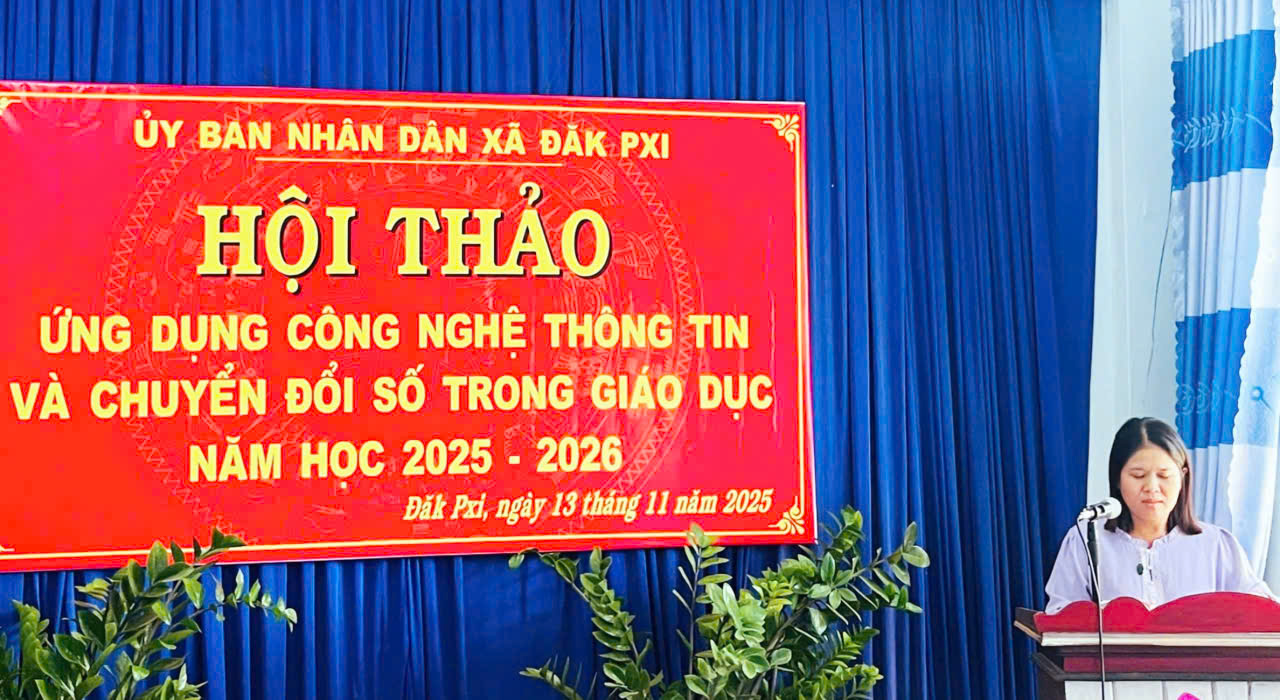 ỦY BAN NHÂN DÂN XÃ ĐĂK PXI
HỘI THẢO
ỨNG DỤNG CÔNG NGHỆ THÔNG TIN
VÀ CHUYỂN ĐỔI SỐ TRONG GIÁO DỤC
NĂM HỌC 2025 - 2026
Đăk Pxi, ngày 13 tháng 11 năm 2025